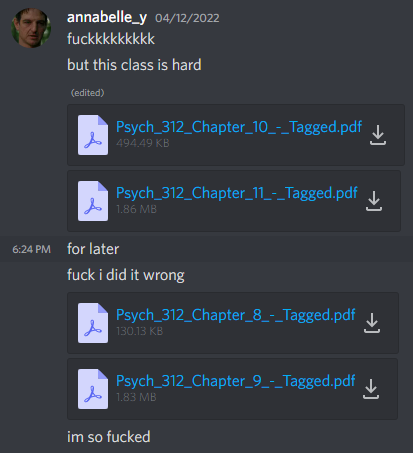 annabelle_y 04/12/2022
fuckkkkkkkkk
but this class is hard
(edited)
Psych_312_Chapter_10_-_Tagged.pdf
494.49 KB
Psych_312_Chapter_11_-_Tagged.pdf
1.86 MB
6:24 PM for later
fuck i did it wrong
Psych_312_Chapter_8_-_Tagged.pdf
130.13 KB
Psych_312_Chapter_9_-_Tagged.pdf
1.83 MB
im so fucked